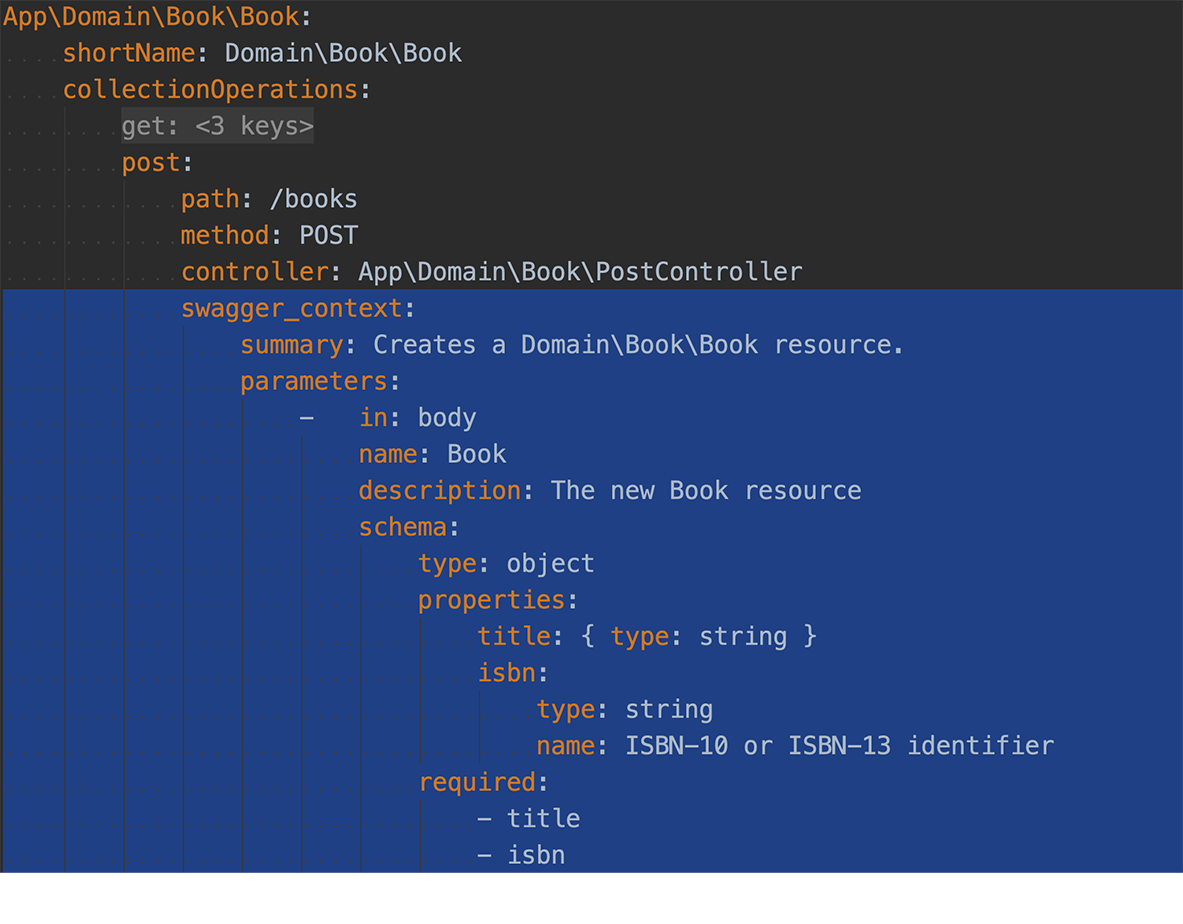 App\Domain\Book\Book:
    shortName: Domain\Book\Book
    collectionOperations:
        get: <3 keys>
        post:
            path: /books
            method: POST
            controller: App\Domain\Book\PostController
            swagger_context:
                summary: Creates a Domain\Book\Book resource.
                parameters:
                    -   in: body
                        name: Book
                        description: The new Book resource
                        schema:
                            type: object
                            properties:
                                title: { type: string }
                                isbn:
                                    type: string
                                    name: ISBN-10 or ISBN-13 identifier
                            required:
                                - title
                                - isbn